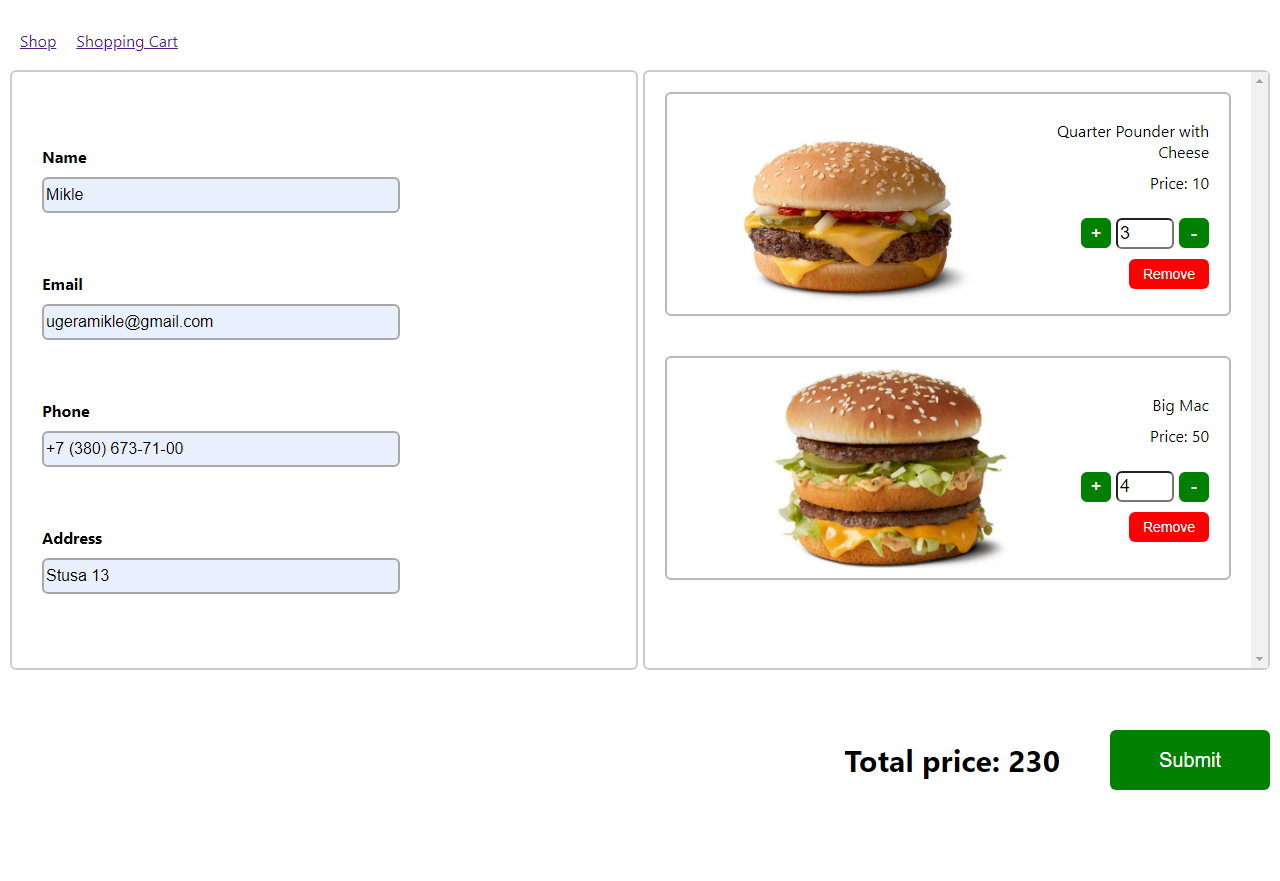 Shop Shopping Cart
Name
Mikle
Email
ugeramikle@gmail.com
Phone
+7 (380) 673-71-00
Address
Stusa 13
Quarter Pounder with
Cheese
Price: 10
+ 3 -
Remove
Big Mac
Price: 50
+ 4 -
Remove
Total price: 230 Submit